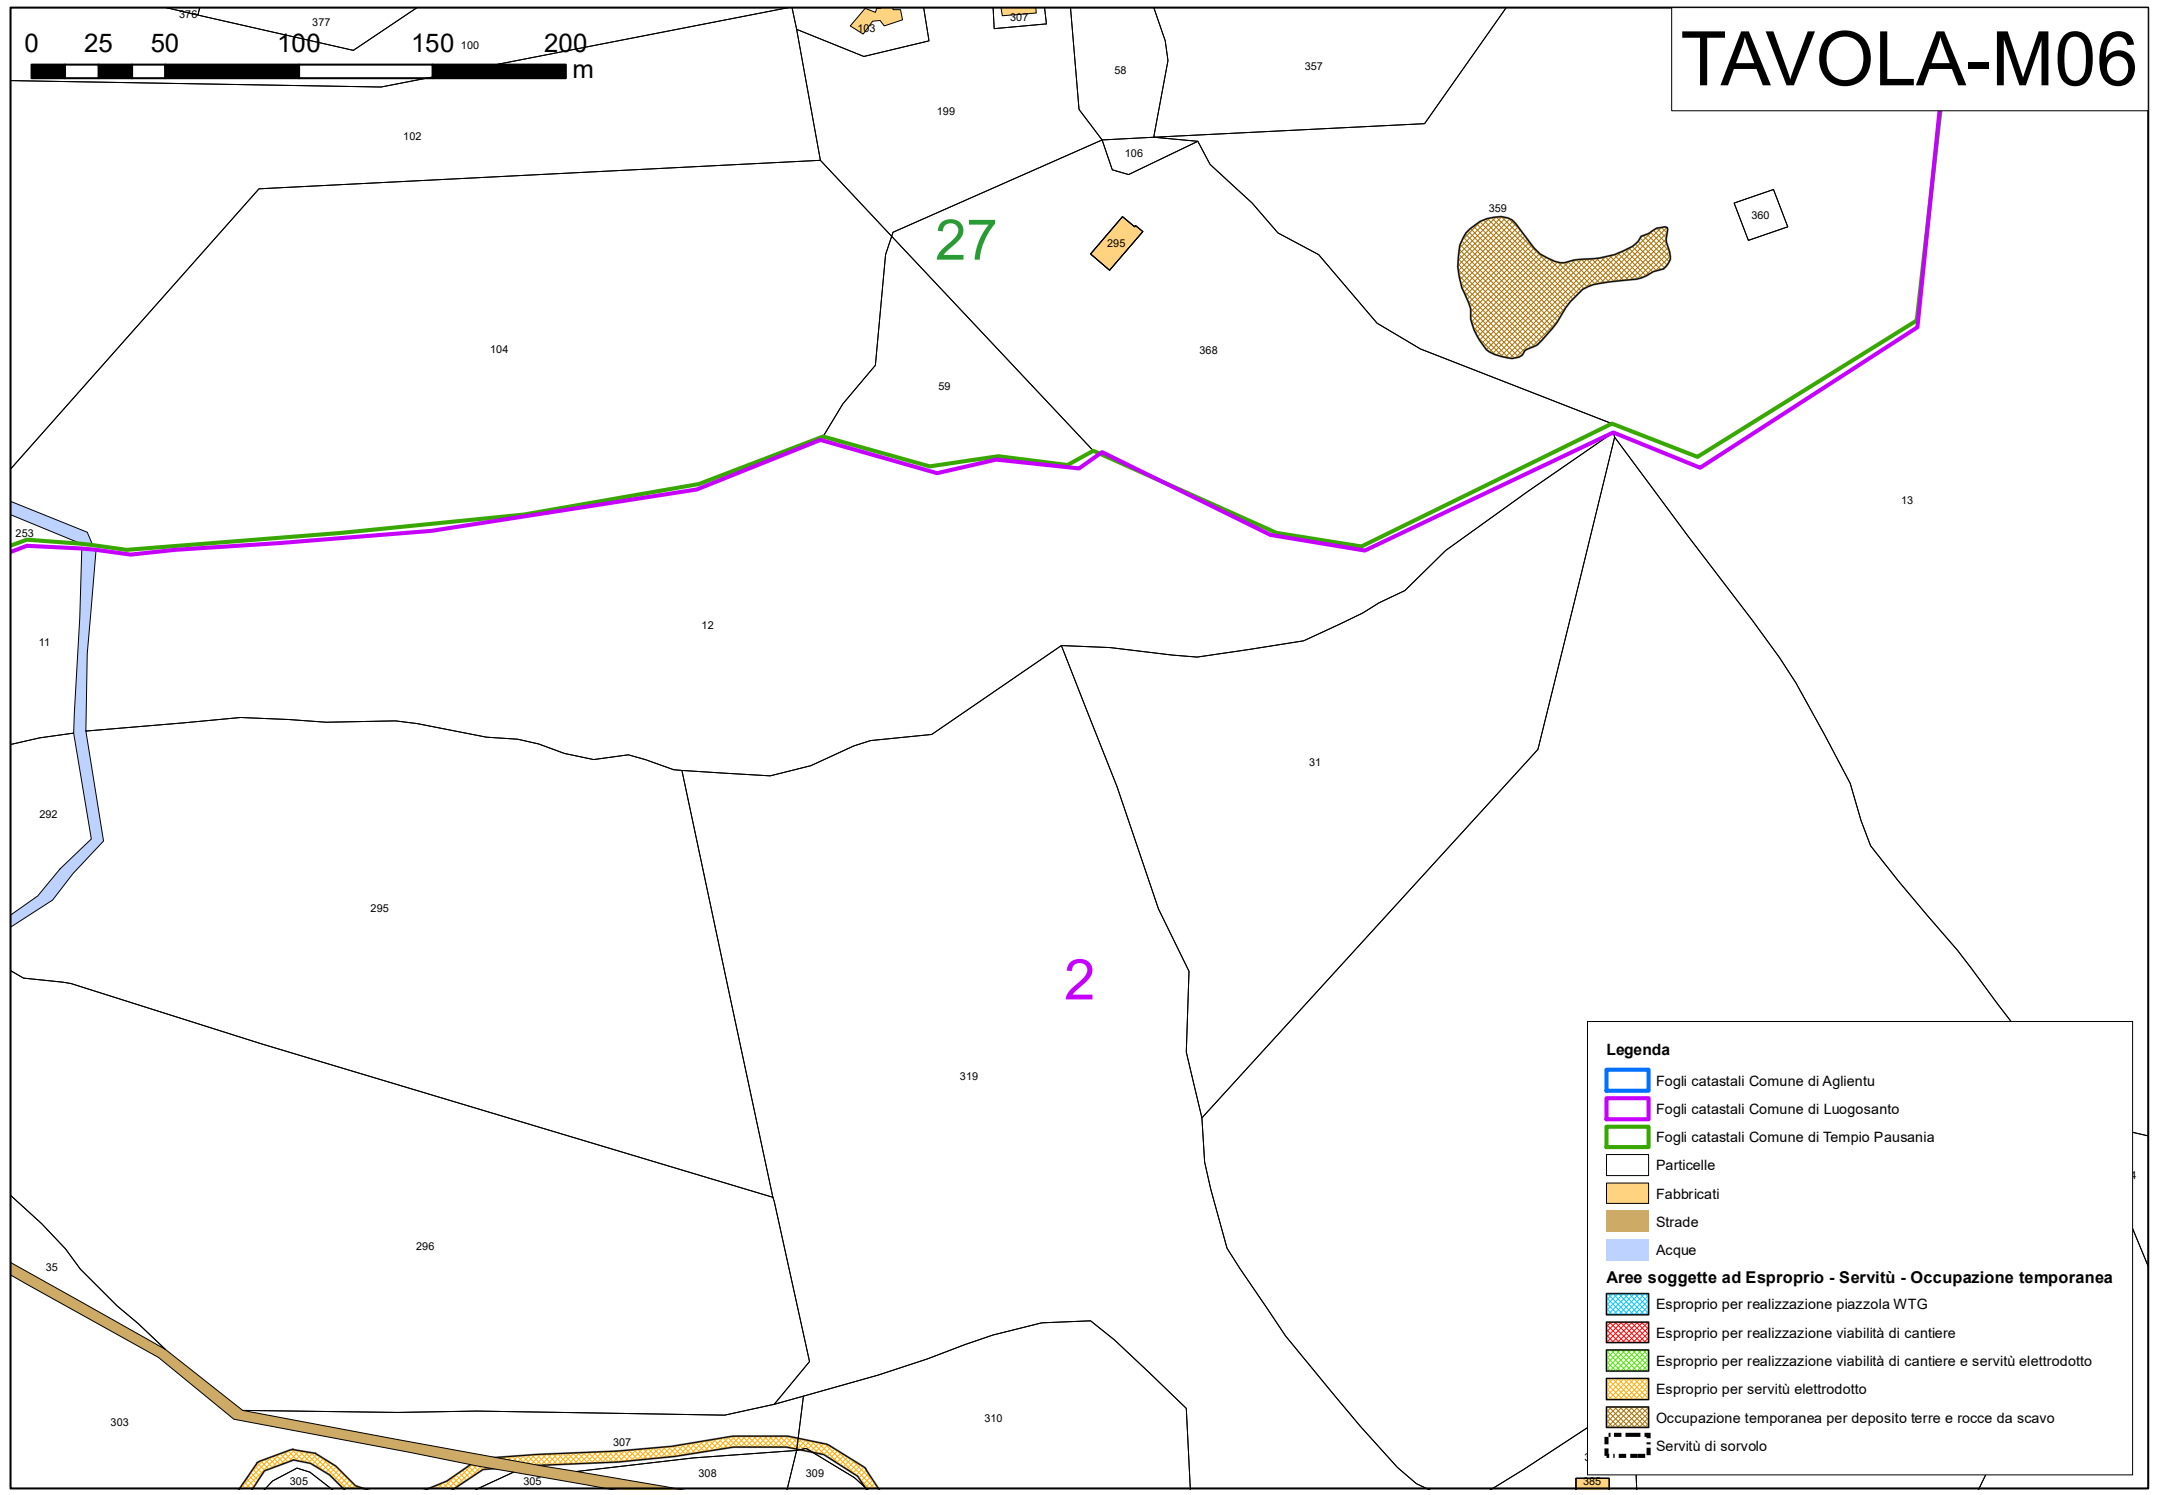 TAVOLA-M06
0 25 50 100 150 200
m
376
377
100
103
307
58
357
199
102
106
27
295
359
360
104
368
59
13
253
12
11
31
292
295
2
319
296
35
303
310
307
305
305
308
309
385
Legenda
Fogli catastali Comune di Aglientu
Fogli catastali Comune di Luogosanto
Fogli catastali Comune di Tempio Pausania
Particelle
Fabbricati
Strade
Acque
Aree soggette ad Esproprio - Servitù - Occupazione temporanea
Esproprio per realizzazione piazzola WTG
Esproprio per realizzazione viabilità di cantiere
Esproprio per realizzazione viabilità di cantiere e servitù elettrodotto
Esproprio per servitù elettrodotto
Occupazione temporanea per deposito terre e rocce da scavo
Servitù di sorvolo